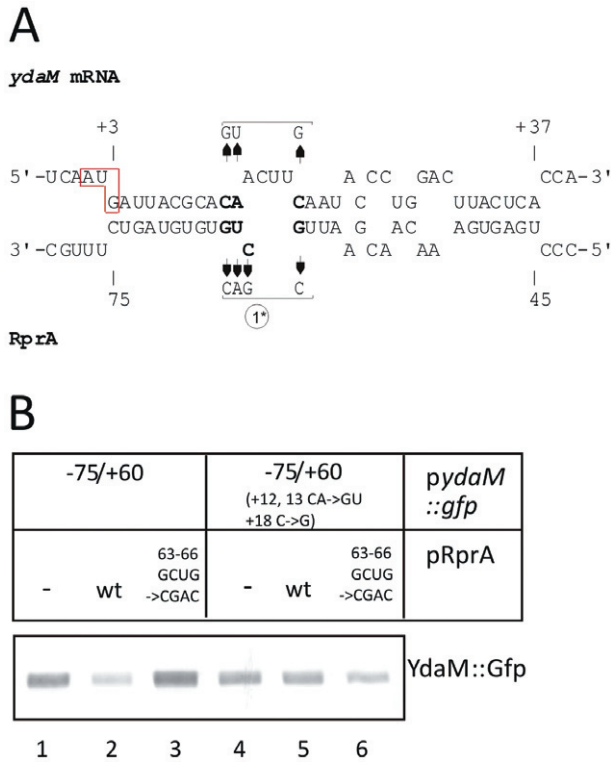 A
ydaM mRNA
+3 GU G +37
5'-UCAAU ACUU A ACC GAC CCA-3'
GAUUACGCACA CAAU C UG UUACUCA
CUGAUGUGUGU GUUA G AC AGUGAGU
3'-CGUUU C A CA AA CCC-5'
75 CAG C 45
1*
RprA
B
-75/+60 -75/+60 pydaM
(+12, 13 CA->GU ::gfp
+18 C->G)
- wt 63-66 GCUG ->CGAC - wt 63-66 GCUG ->CGAC pRprA
YdaM::Gfp
1 2 3 4 5 6